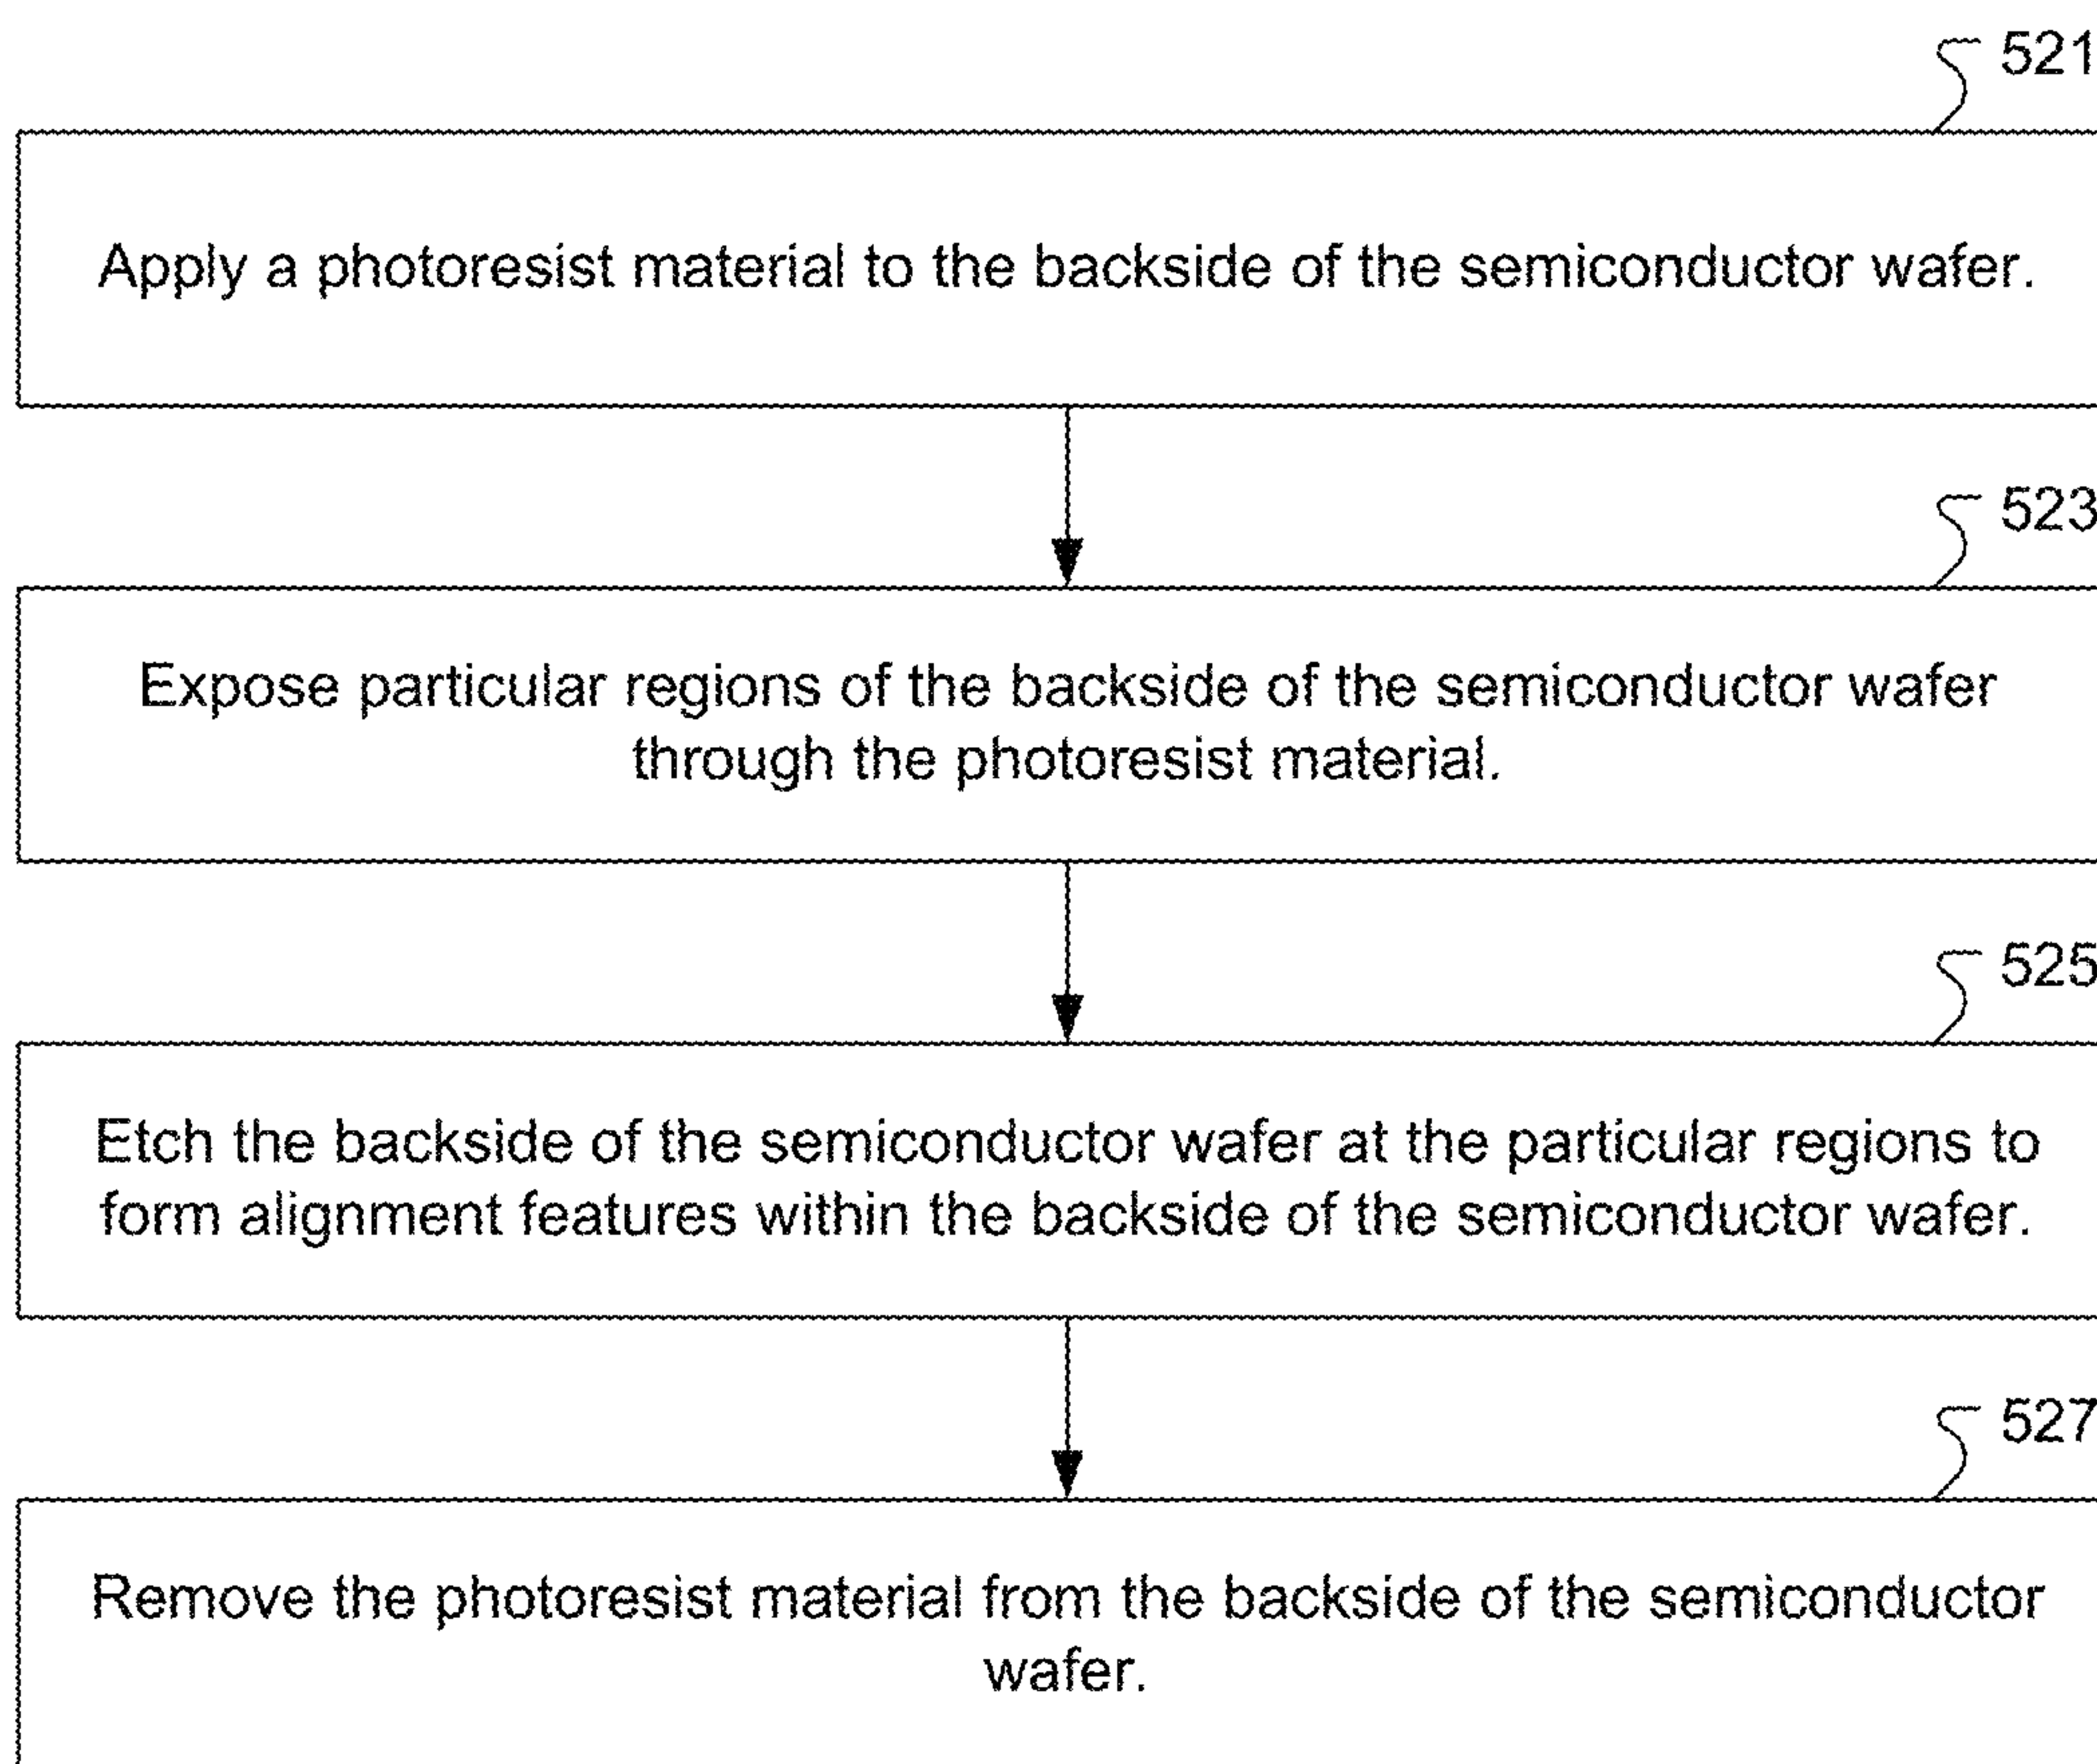 521
Apply a photoresist material to the backside of the semiconductor wafer.
523
Expose particular regions of the backside of the semiconductor wafer
through the photoresist material.
525
Etch the backside of the semiconductor wafer at the particular regions to
form alignment features within the backside of the semiconductor wafer.
527
Remove the photoresist material from the backside of the semiconductor
wafer.